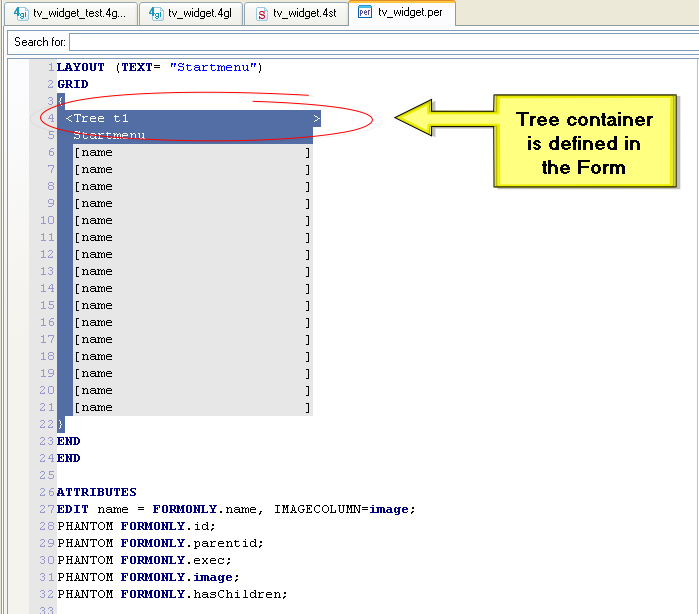 tv_widget_test.4g... tv_widget.4gl tv_widget.4st tv_widget.per
Search for:
1 LAYOUT (TEXT= "Startmenu")
2 GRID
3 {
4 <Tree t1 >
5 Startmenu
6 [name ]
7 [name ]
8 [name ]
9 [name ]
10 [name ]
11 [name ]
12 [name ]
13 [name ]
14 [name ]
15 [name ]
16 [name ]
17 [name ]
18 [name ]
19 [name ]
20 [name ]
21 [name ]
22 }
23 END
24 END
25
26 ATTRIBUTES
27 EDIT name = FORMONLY.name, IMAGECOLUMN=image;
28 PHANTOM FORMONLY.id;
29 PHANTOM FORMONLY.parentid;
30 PHANTOM FORMONLY.exec;
31 PHANTOM FORMONLY.image;
32 PHANTOM FORMONLY.hasChildren;
33
Tree container
is defined in
the Form